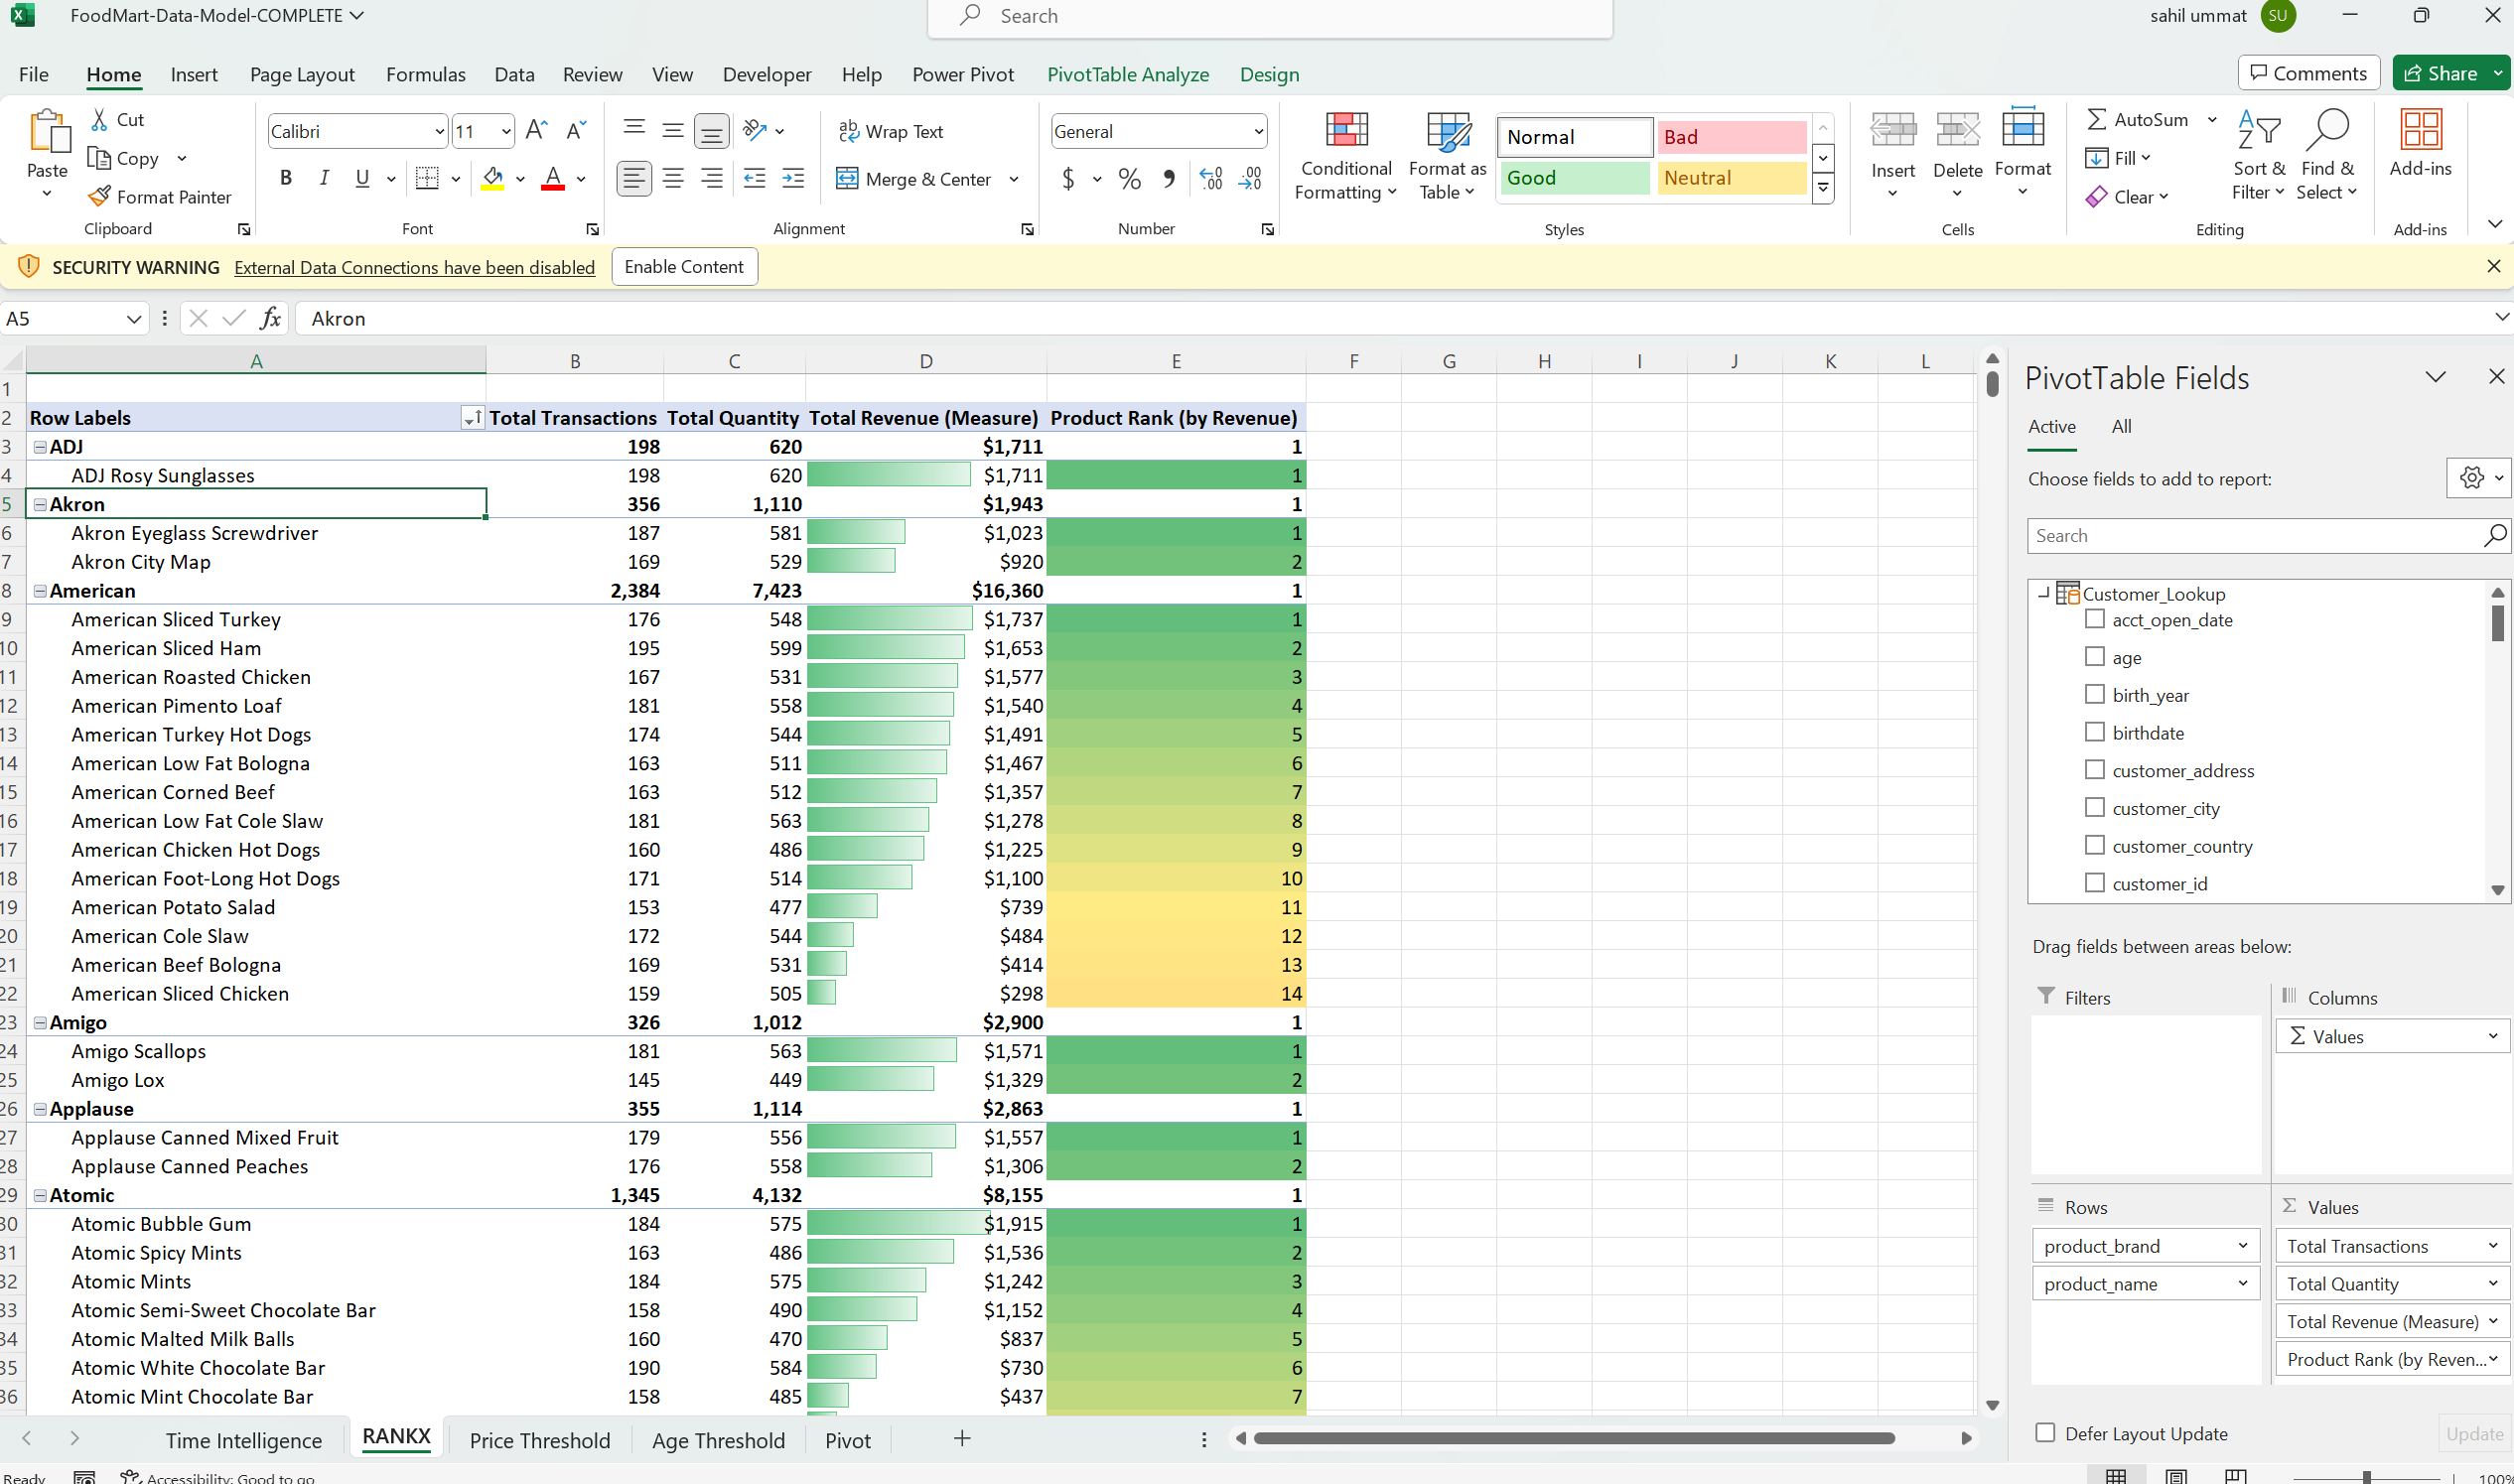 FoodMart-Data-Model-COMPLETE
Search
sahil ummat
SU
File Home Insert Page Layout Formulas Data Review View Developer Help Power Pivot PivotTable Analyze Design
Comments
Share
Paste
Cut
Copy
Format Painter
Clipboard
Calibri
11
B I U
Font
Wrap Text
Merge & Center
Alignment
General
$ % 9
Number
Conditional Formatting
Format as Table
Normal
Bad
Good
Neutral
Styles
Insert
Delete
Format
Cells
AutoSum
Fill
Clear
Sort & Filter
Find & Select
Editing
Add-ins
Add-ins
SECURITY WARNING External Data Connections have been disabled Enable Content
A5 fx Akron
A B C D E F G H I J K L
1
2 Row Labels Total Transactions Total Quantity Total Revenue (Measure) Product Rank (by Revenue)
3 ADJ 198 620 $1,711 1
4 ADJ Rosy Sunglasses 198 620 $1,711 1
5 Akron 356 1,110 $1,943 1
6 Akron Eyeglass Screwdriver 187 581 $1,023 1
7 Akron City Map 169 529 $920 2
8 American 2,384 7,423 $16,360 1
9 American Sliced Turkey 176 548 $1,737 1
10 American Sliced Ham 195 599 $1,653 2
11 American Roasted Chicken 167 531 $1,577 3
12 American Pimento Loaf 181 558 $1,540 4
13 American Turkey Hot Dogs 174 544 $1,491 5
14 American Low Fat Bologna 163 511 $1,467 6
15 American Corned Beef 163 512 $1,357 7
16 American Low Fat Cole Slaw 181 563 $1,278 8
17 American Chicken Hot Dogs 160 486 $1,225 9
18 American Foot-Long Hot Dogs 171 514 $1,100 10
19 American Potato Salad 153 477 $739 11
20 American Cole Slaw 172 544 $484 12
21 American Beef Bologna 169 531 $414 13
22 American Sliced Chicken 159 505 $298 14
23 Amigo 326 1,012 $2,900 1
24 Amigo Scallops 181 563 $1,571 1
25 Amigo Lox 145 449 $1,329 2
26 Applause 355 1,114 $2,863 1
27 Applause Canned Mixed Fruit 179 556 $1,557 1
28 Applause Canned Peaches 176 558 $1,306 2
29 Atomic 1,345 4,132 $8,155 1
30 Atomic Bubble Gum 184 575 $1,915 1
31 Atomic Spicy Mints 163 486 $1,536 2
32 Atomic Mints 184 575 $1,242 3
33 Atomic Semi-Sweet Chocolate Bar 158 490 $1,152 4
34 Atomic Malted Milk Balls 160 470 $837 5
35 Atomic White Chocolate Bar 190 584 $730 6
36 Atomic Mint Chocolate Bar 158 485 $437 7
Time Intelligence RANKX Price Threshold Age Threshold Pivot
Ready Accessibility: Good to go
PivotTable Fields
Active All
Choose fields to add to report:
Search
Customer_Lookup
acct_open_date
age
birth_year
birthdate
customer_address
customer_city
customer_country
customer_id
Drag fields between areas below:
Filters
Columns
Values
Rows
product_brand
product_name
Values
Total Transactions
Total Quantity
Total Revenue (Measure)
Product Rank (by Reven...
Defer Layout Update
Update
100%